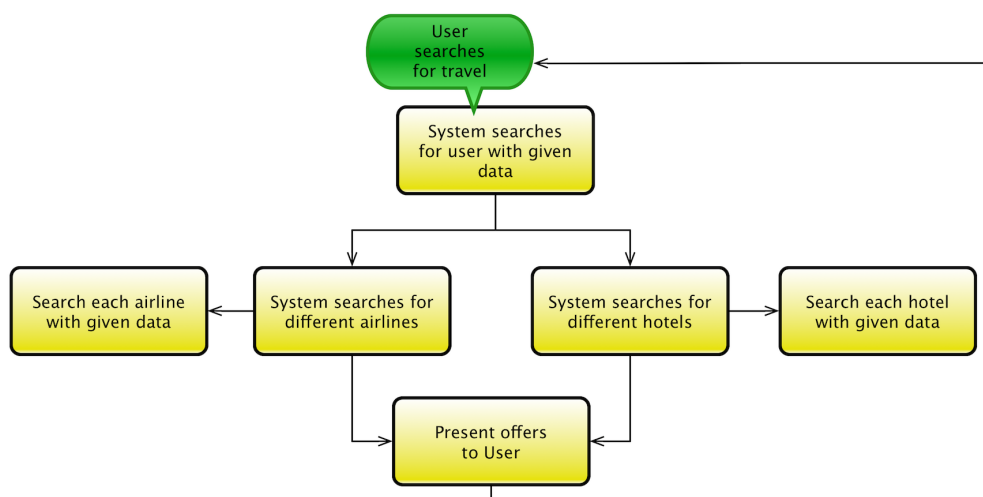 User
searches
for travel
System searches
for user with given
data
Search each airline
with given data
System searches for
different airlines
System searches for
different hotels
Search each hotel
with given data
Present offers
to User